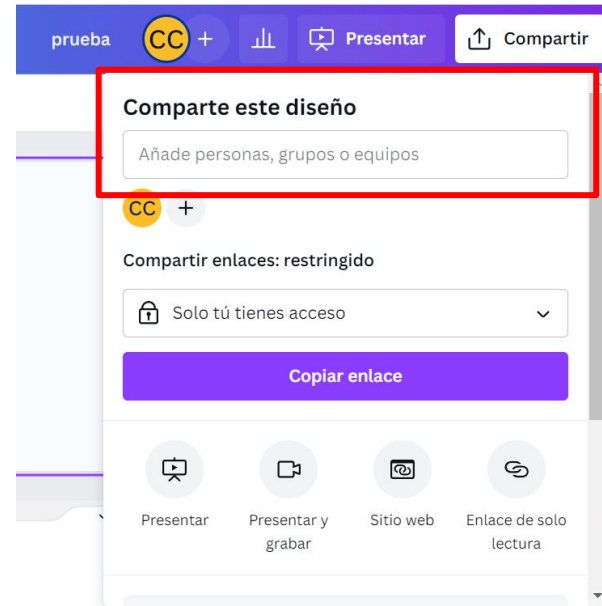 prueba CC + Presentar Compartir
Comparte este diseño
Añade personas, grupos o equipos
CC +
Compartir enlaces: restringido
Solo tú tienes acceso
Copiar enlace
Presentar Presentar y grabar Sitio web Enlace de solo lectura